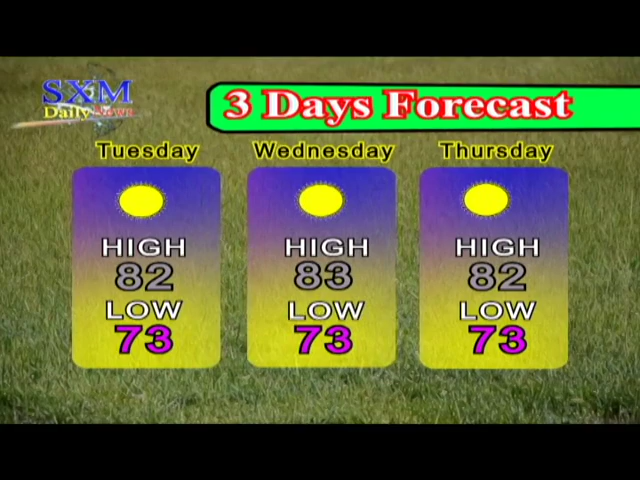 SXM
Daily News
3 Days Forecast
Tuesday Wednesday Thursday
HIGH HIGH HIGH
82 83 82
LOW LOW LOW
73 73 73